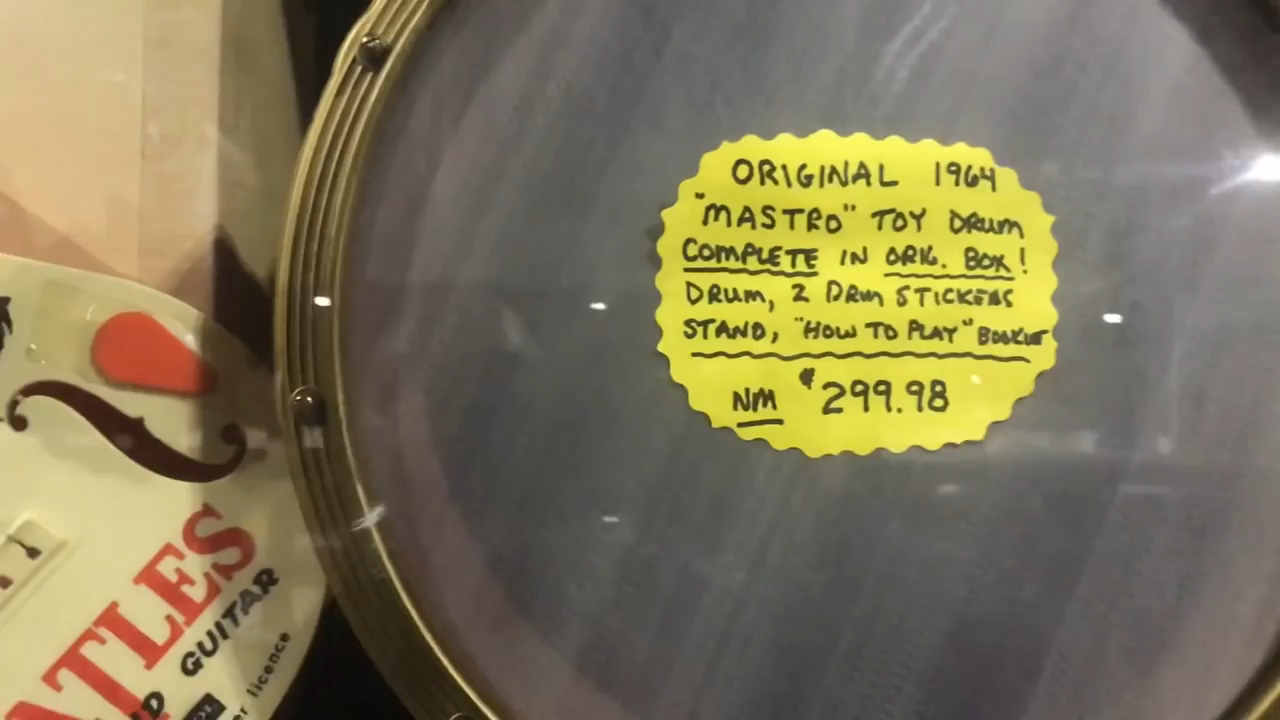 ORIGINAL 1964
"MASTRO" TOY DRUM
COMPLETE IN ORIG. BOX!
DRUM, 2 DRUM STICKERS
STAND, "HOW TO PLAY" BOOKLET
NM $299.98
ATLES
GUITAR
licence